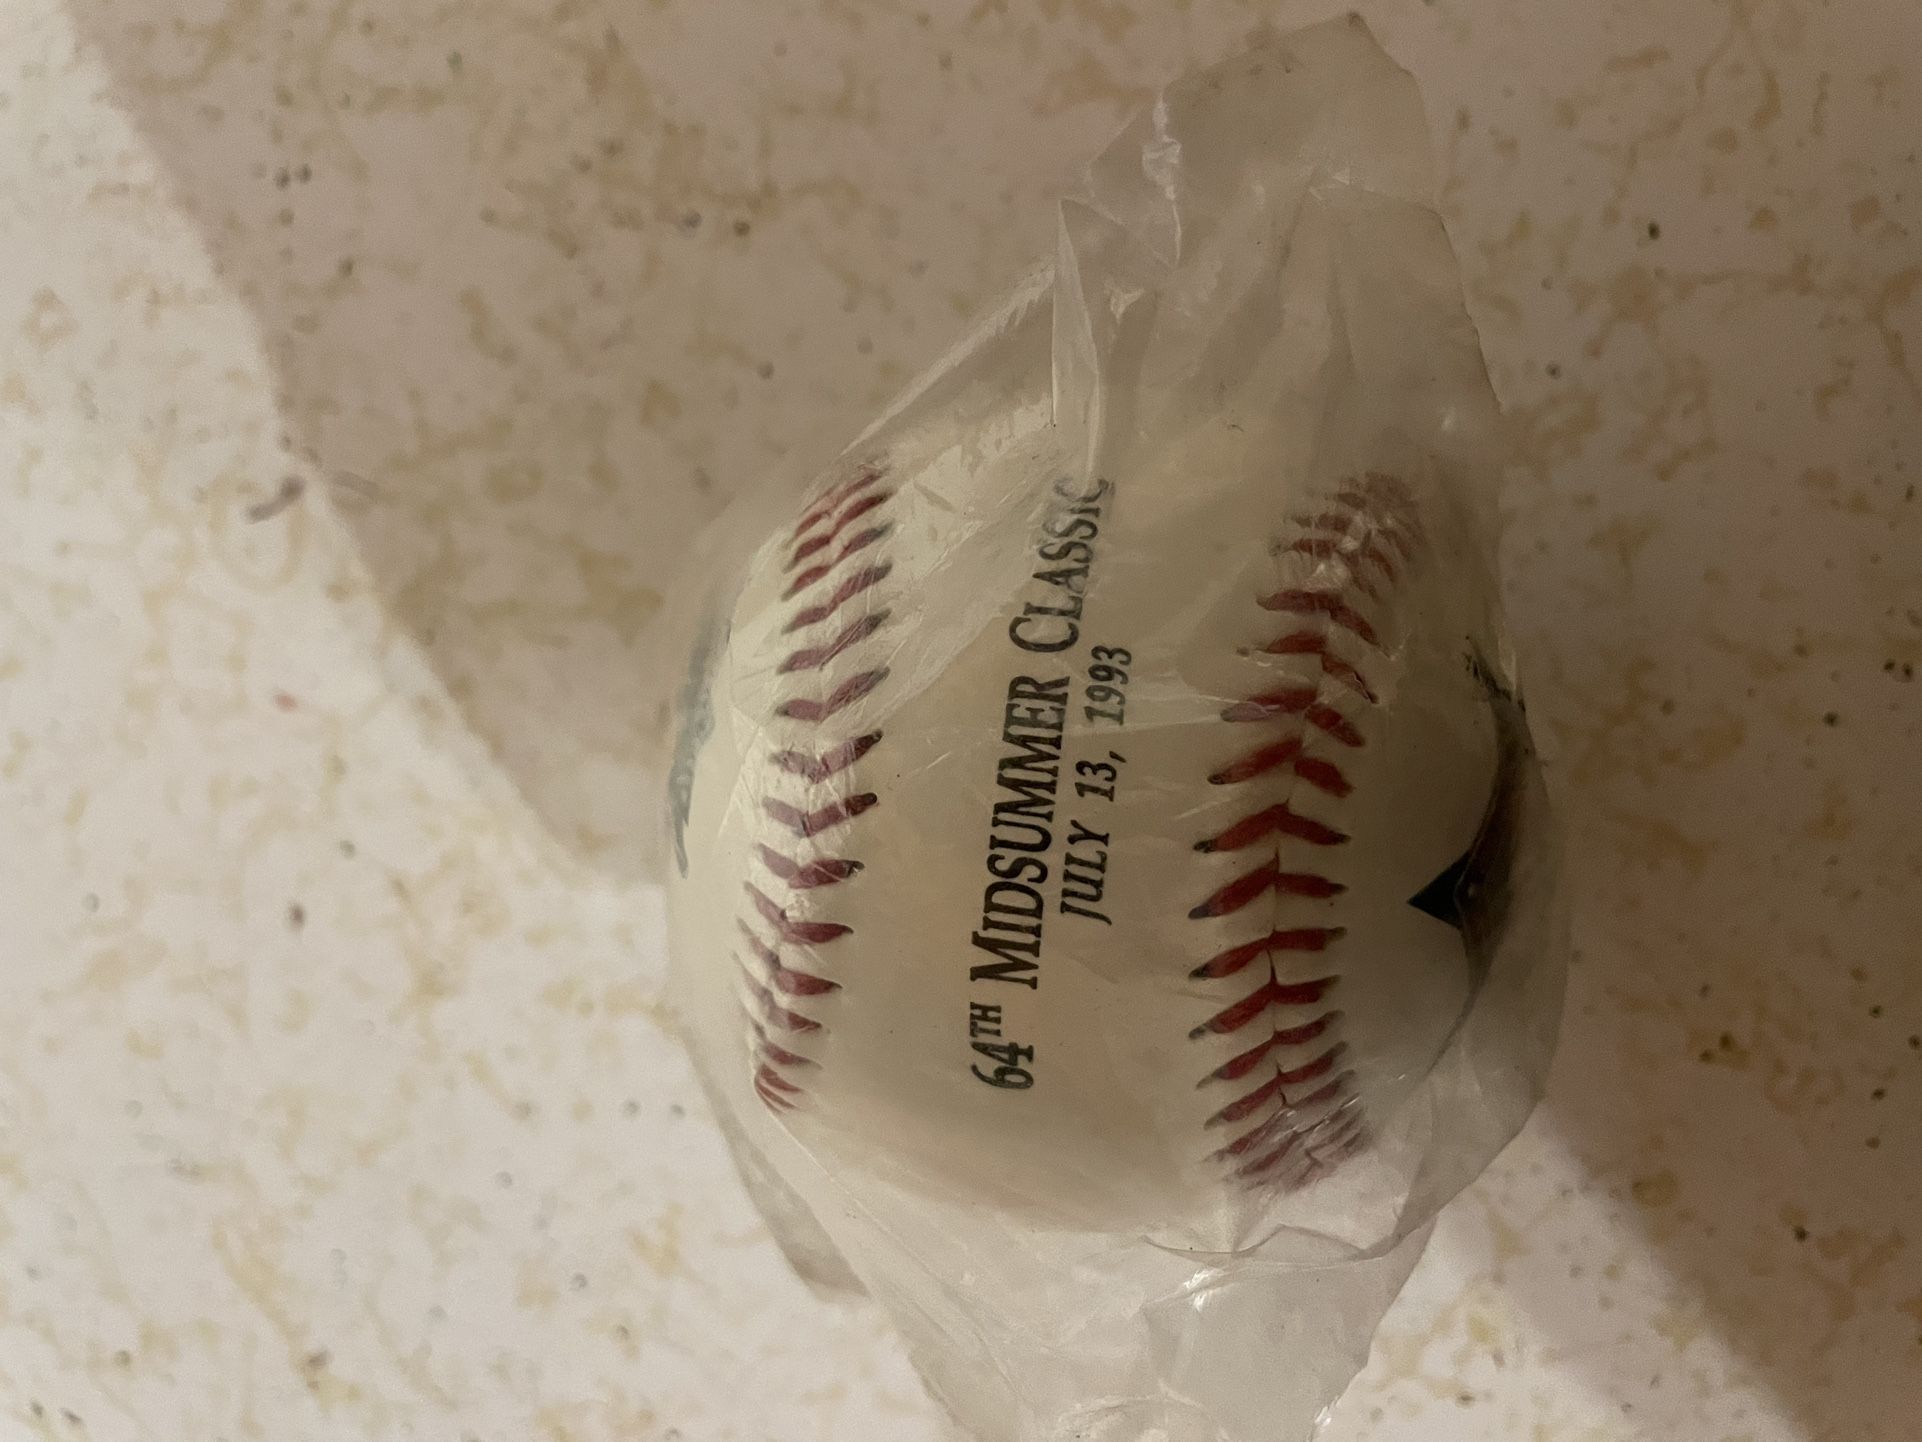 64TH MIDSUMMER CLASSIC
JULY 13, 1993